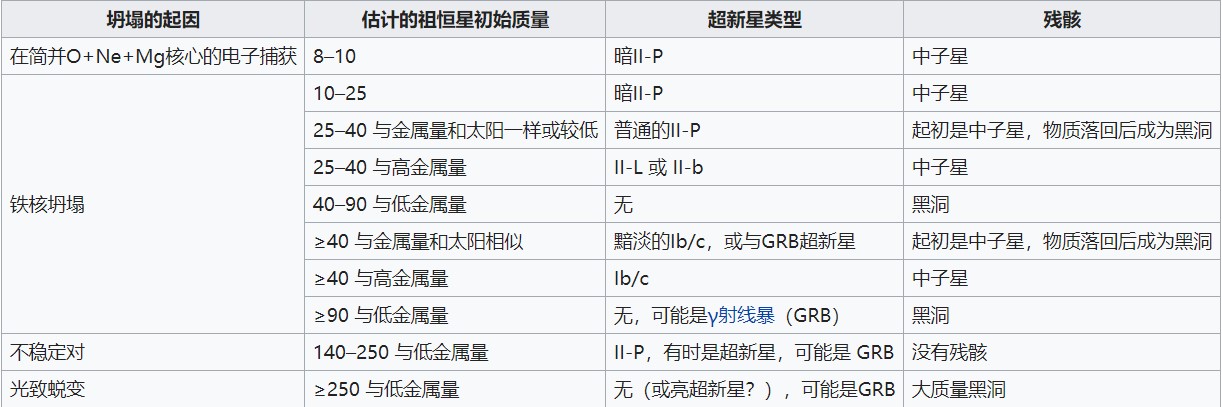 坍塌的起因 估计的祖恒星初始质量 超新星类型 残骸
在简并O+Ne+Mg核心的电子捕获 8–10 暗II-P 中子星
铁核坍塌 10–25 暗II-P 中子星
25–40 与金属量和太阳一样或较低 普通的II-P 起初是中子星，物质落回后成为黑洞
25–40 与高金属量 II-L 或 II-b 中子星
40–90 与低金属量 无 黑洞
≥40 与金属量和太阳相似 黯淡的Ib/c，或与GRB超新星 起初是中子星，物质落回后成为黑洞
≥40 与高金属量 Ib/c 中子星
≥90 与低金属量 无，可能是γ射线暴（GRB） 黑洞
不稳定对 140–250 与低金属量 II-P，有时是超新星，可能是 GRB 没有残骸
光致蜕变 ≥250 与低金属量 无（或亮超新星？），可能是GRB 大质量黑洞